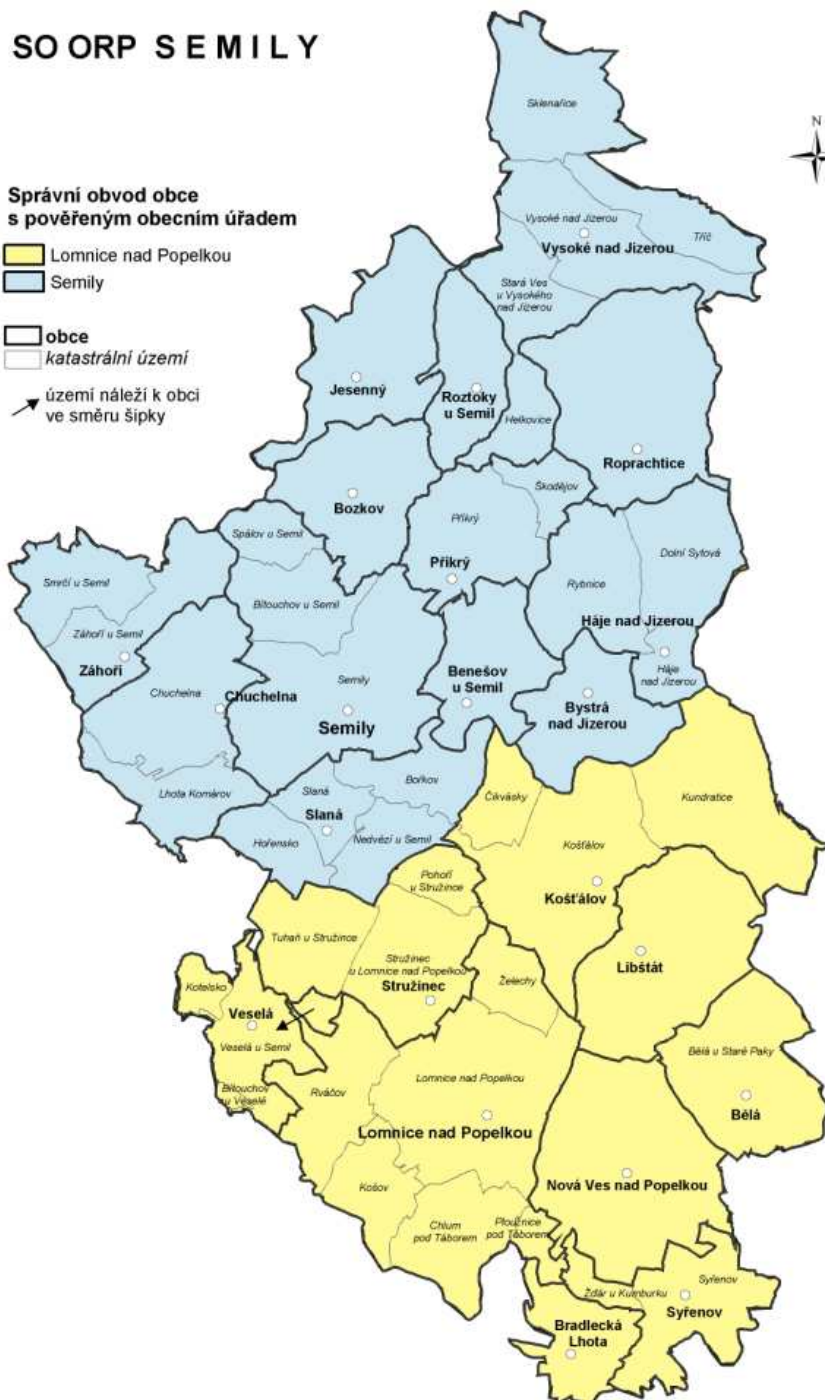 SO ORP SEMILY
N
Správní obvod obce
s pověřeným obecním úřadem
Lomnice nad Popelkou
Semily
obce
katastrální území
území náleží k obci
ve směru šipky
Sklenařice
Vysoké nad Jizerou
Vysoké nad Jizerou
Tříč
Stará Ves
u Vysokého
nad Jizerou
Jesenný
Roztoky
u Semil
Helkovice
Roprachtice
Bozkov
Škodějov
Příkrý
Příkrý
Spálov u Semil
Dolní Sytová
Rybnice
Smrčí u Semil
Bítouchov u Semil
Háje nad Jizerou
Záhoří u Semil
Záhoří
Chuchelna
Chuchelna
Semily
Semily
Benešov
u Semil
Háje
nad Jizerou
Bystrá
nad Jizerou
Lhota Komárov
Slaná
Slaná
Bořkov
Hořensko
Nedvězí u Semil
Čikvásky
Kundratice
Košťálov
Košťálov
Pohoří
u Stružince
Tuhaň u Stružince
Stružinec
u Lomnice nad Popelkou
Stružinec
Želechy
Libštát
Kotelsko
Veselá
Veselá u Semil
Bítouchov
u Veselé
Rváčov
Lomnice nad Popelkou
Lomnice nad Popelkou
Bělá u Staré Paky
Bělá
Košov
Nová Ves nad Popelkou
Chlum
pod Táborem
Ploužnice
pod Táborem
Žďár u Kumburku
Syřenov
Syřenov
Bradlecká
Lhota